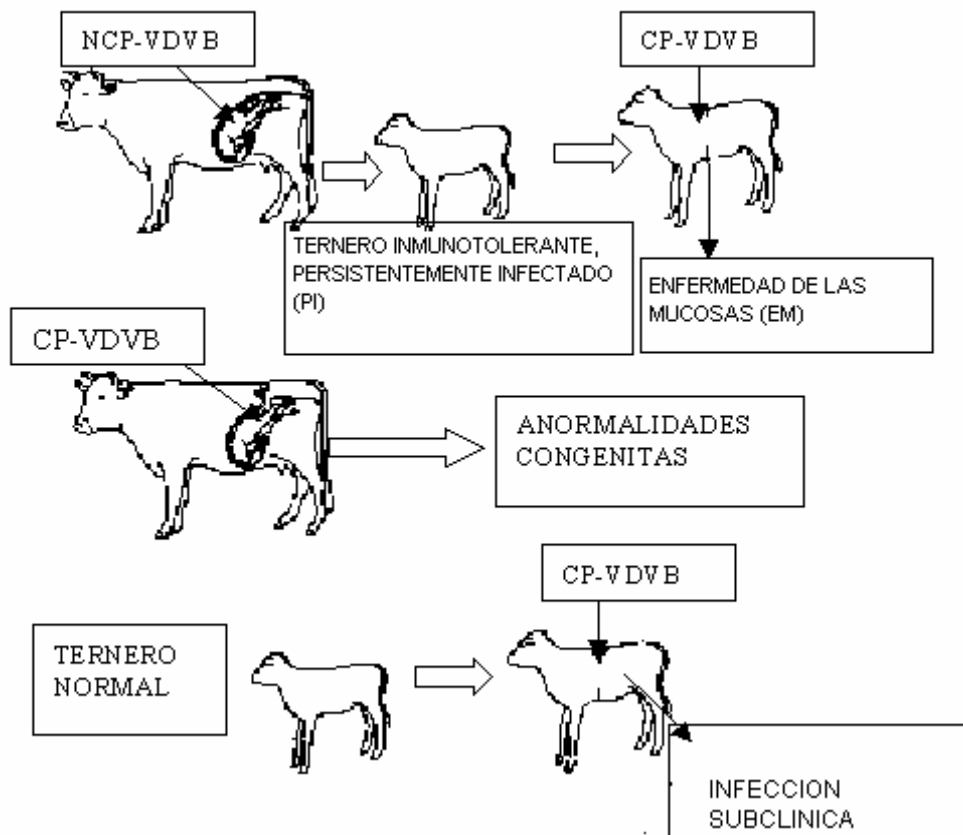 NCP-VDVB
CP-VDVB
TERNERO INMUNOTOLERANTE,
PERSISTENTEMENTE INFECTADO
(PI)
ENFERMEDAD DE LAS
MUCOSAS (EM)
CP-VDVB
ANORMALIDADES
CONGENITAS
CP-VDVB
TERNERO
NORMAL
INFECCION
SUBCLINICA